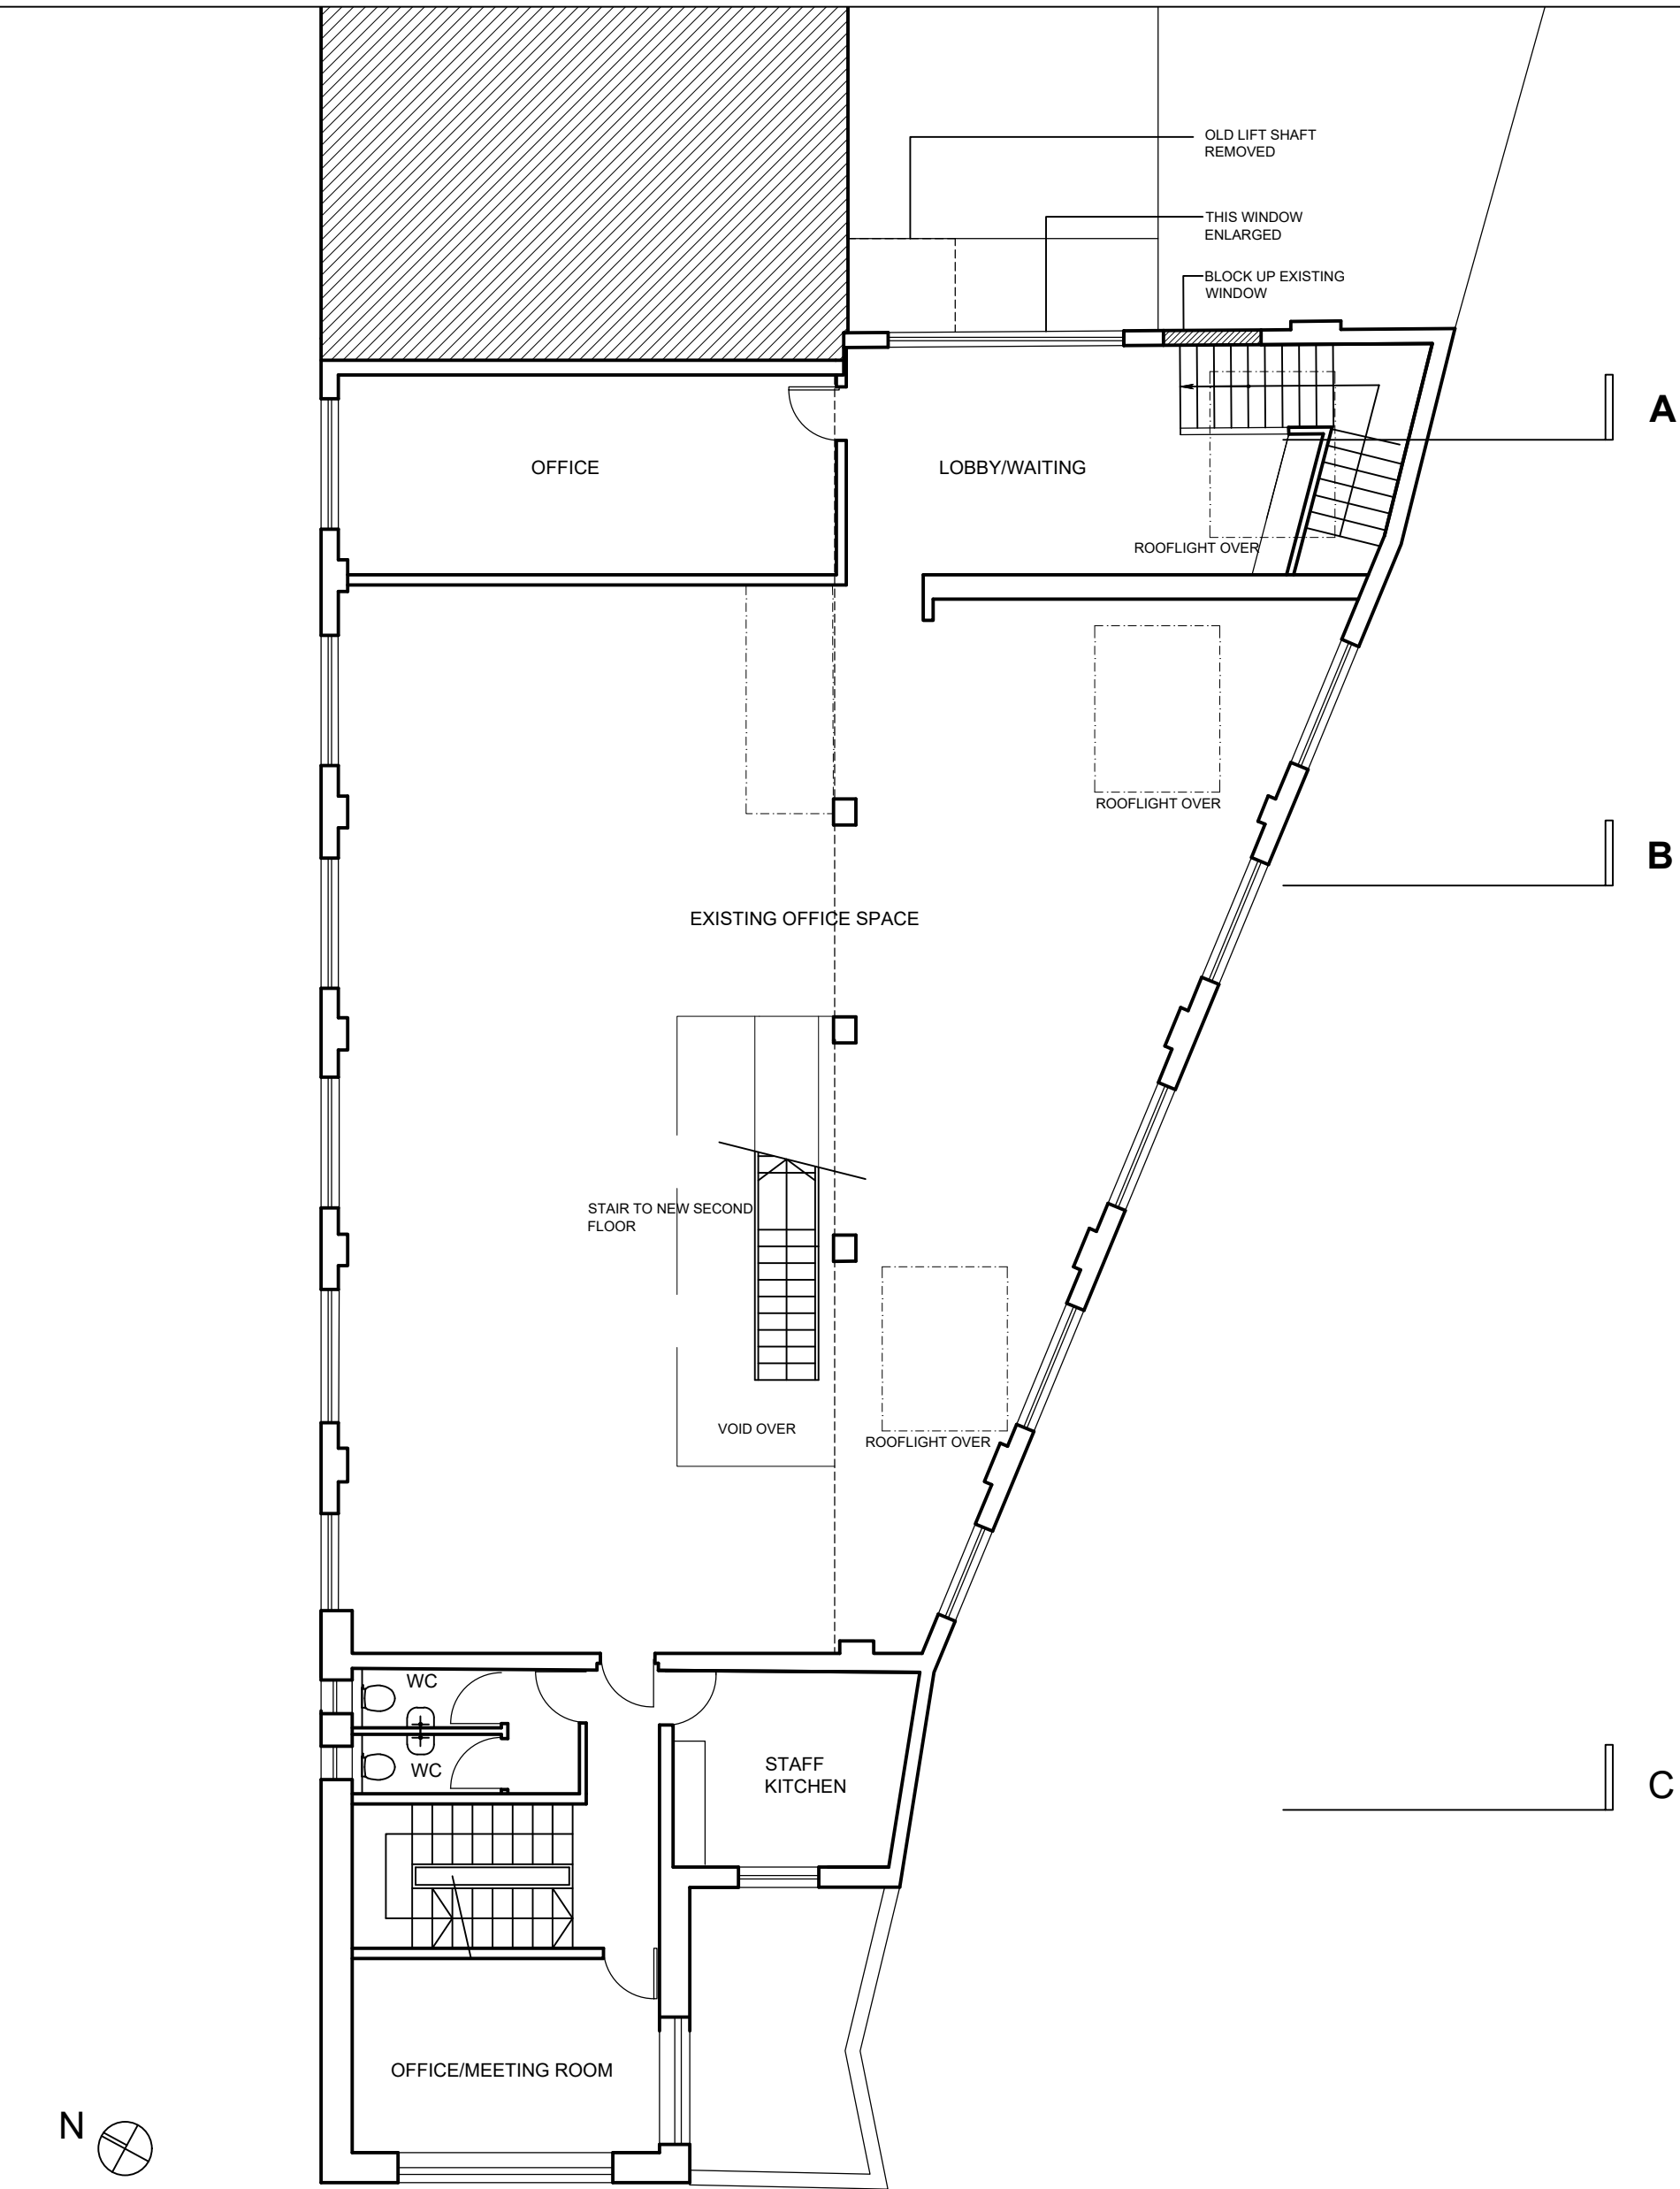 OLD LIFT SHAFT
REMOVED
THIS WINDOW
ENLARGED
BLOCK UP EXISTING
WINDOW
A
OFFICE
LOBBY/WAITING
ROOFLIGHT OVER
ROOFLIGHT OVER
B
EXISTING OFFICE SPACE
STAIR TO NEW SECOND
FLOOR
VOID OVER
ROOFLIGHT OVER
WC
WC
STAFF
KITCHEN
C
OFFICE/MEETING ROOM
N